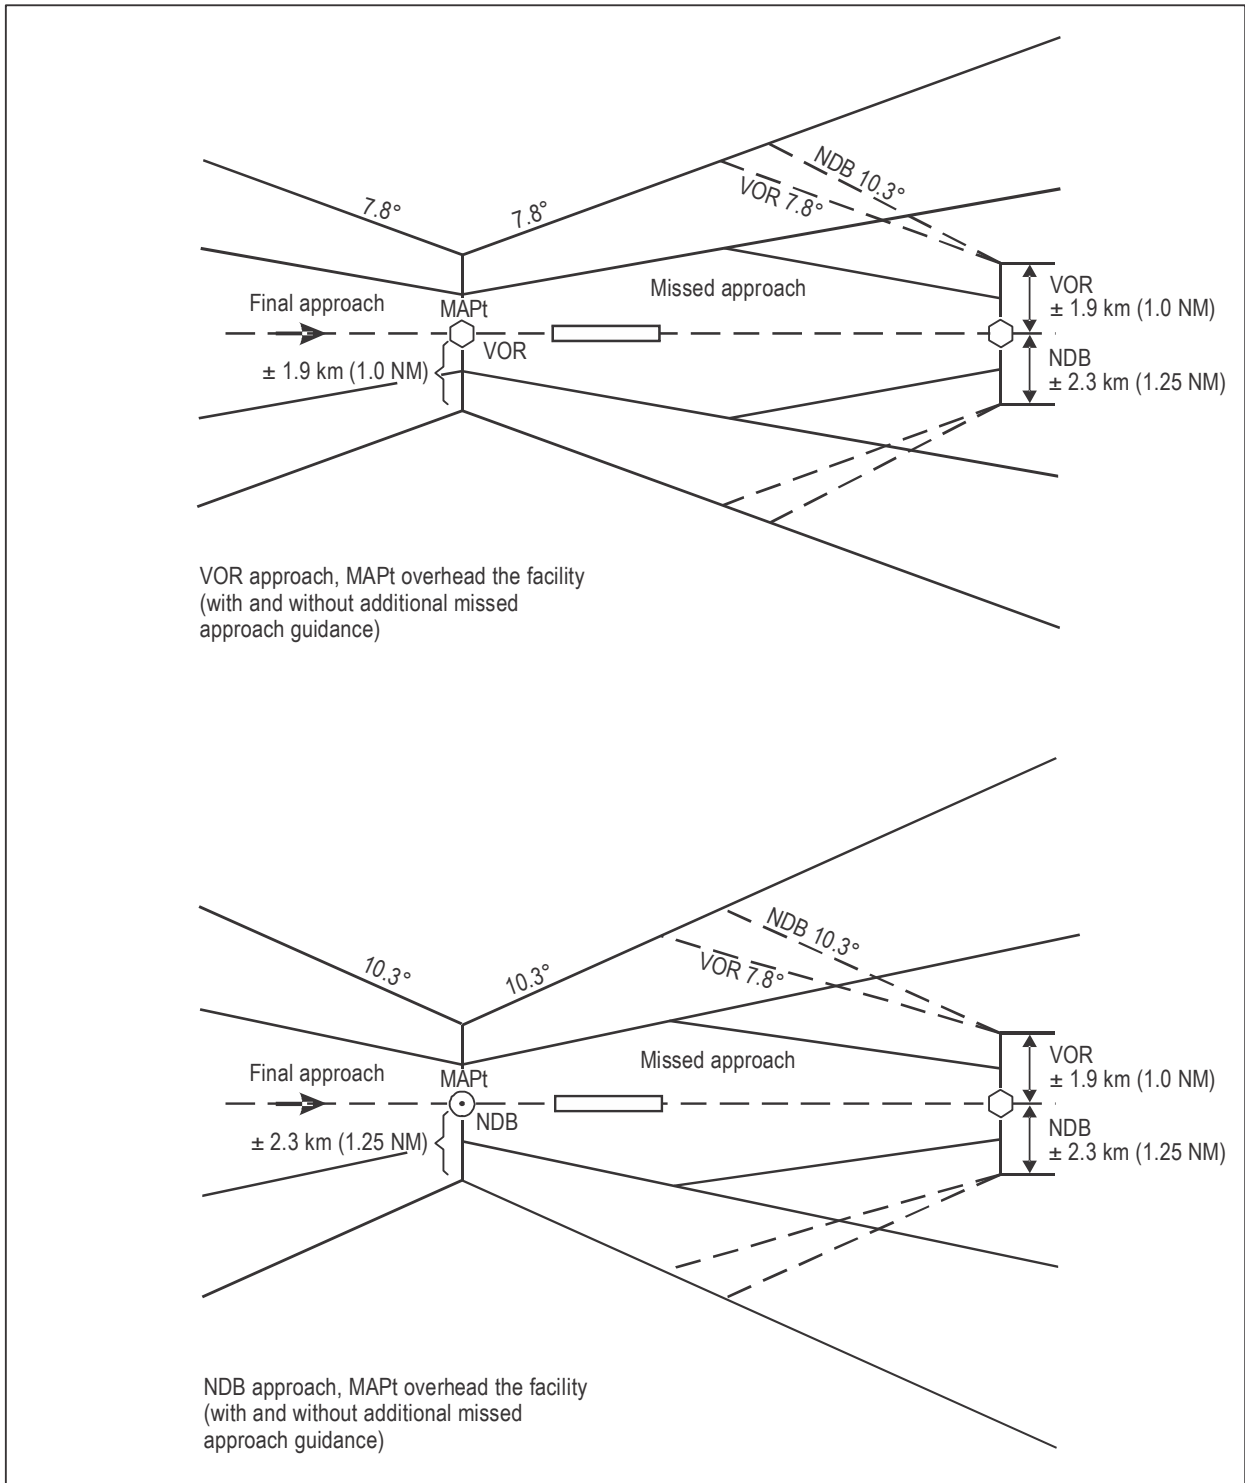 7.8°
7.8°
NDB 10.3°
VOR 7.8°
Final approach
MAPt
Missed approach
VOR
± 1.9 km (1.0 NM)
VOR
± 1.9 km (1.0 NM)
NDB
± 2.3 km (1.25 NM)
VOR approach, MAPt overhead the facility
(with and without additional missed
approach guidance)
10.3°
10.3°
NDB 10.3°
VOR 7.8°
Final approach
MAPt
Missed approach
VOR
± 1.9 km (1.0 NM)
NDB
± 2.3 km (1.25 NM)
NDB
± 2.3 km (1.25 NM)
NDB approach, MAPt overhead the facility
(with and without additional missed
approach guidance)